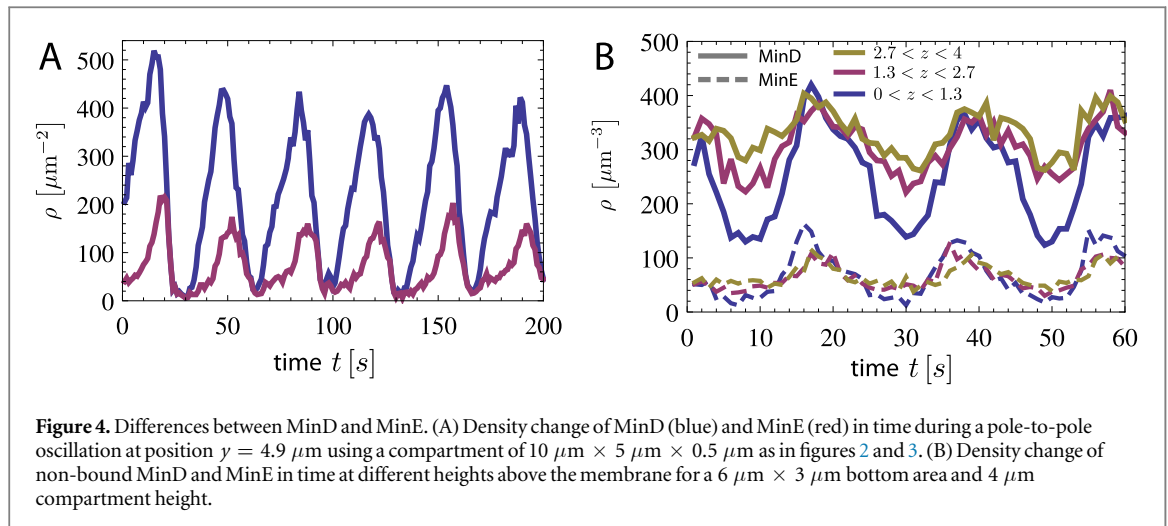 A
500
400
300
200
100
0
ρ [μm⁻²]
0 50 100 150 200
time t [s]
B
500
400
300
200
100
0
ρ [μm⁻³]
MinD
MinE
2.7 < z < 4
1.3 < z < 2.7
0 < z < 1.3
0 10 20 30 40 50 60
time t [s]
Figure 4. Differences between MinD and MinE. (A) Density change of MinD (blue) and MinE (red) in time during a pole-to-pole
oscillation at position y = 4.9 μm using a compartment of 10 μm × 5 μm × 0.5 μm as in figures 2 and 3. (B) Density change of
non-bound MinD and MinE in time at different heights above the membrane for a 6 μm × 3 μm bottom area and 4 μm
compartment height.